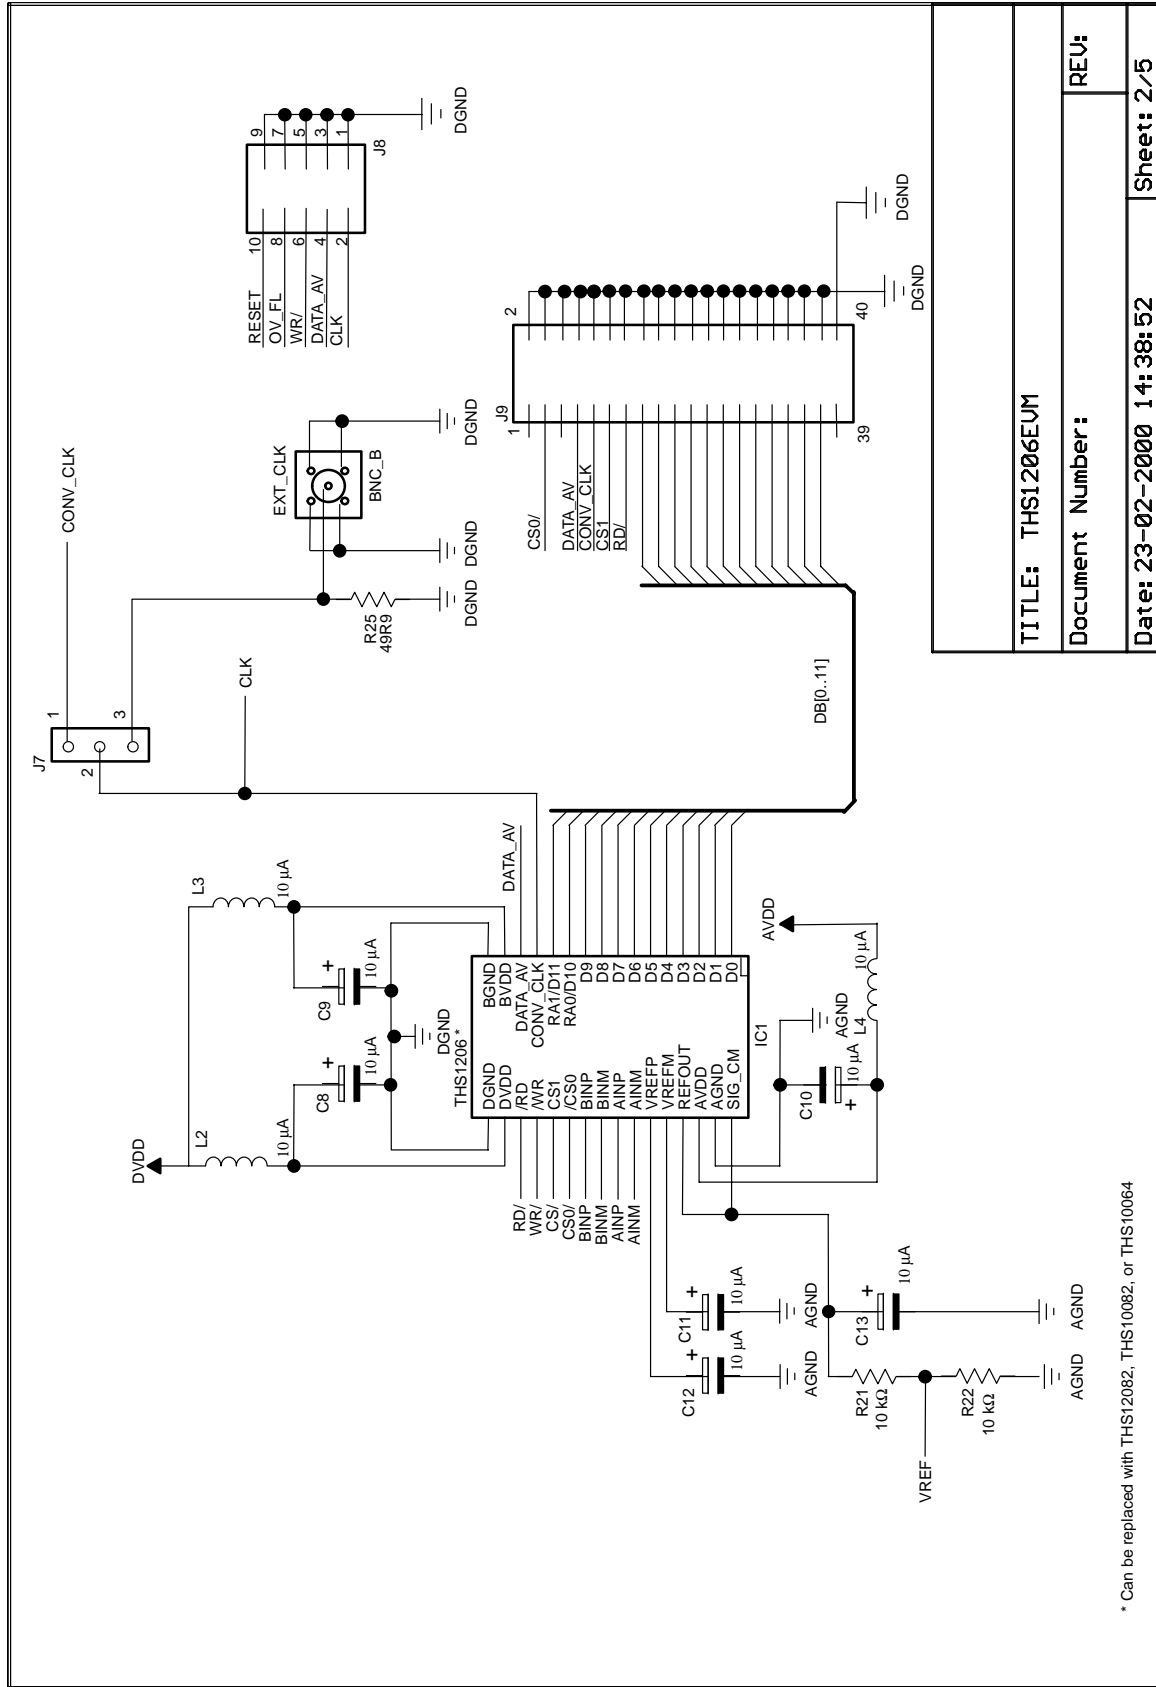 DVDD
L2
10 µA
L3
10 µA
C8
+
10 µA
C9
+
10 µA
DGND
THS1206 *
DGND
DVDD
/RD
/WR
CS1
/CS0
BINP
BINM
AINP
AINM
VREFP
VREFM
REFOUT
AVDD
AGND
SIG_CM
BGND
BVDD
DATA_AV
CONV_CLK
RA1/D11
RA0/D10
D9
D8
D7
D6
D5
D4
D3
D2
D1
D0
IC1
RD/
WR/
CS/
CS0/
BINP
BINM
AINP
AINM
DATA_AV
J7
1
2
3
CONV_CLK
CLK
R25
49R9
DGND
EXT_CLK
BNC_B
DGND
DGND
RESET
OV_FL
WR/
DATA_AV
CLK
10
8
6
4
2
9
7
5
3
1
J8
DGND
J9
1
2
39
40
CS0/
DATA_AV
CONV_CLK
CS1
RD/
DGND
DGND
DB[0..11]
AVDD
10 µA
L4
AGND
C10
10 µA
+
C11
+
10 µA
AGND
C12
+
10 µA
AGND
C13
+
10 µA
AGND
R21
10 kΩ
R22
10 kΩ
AGND
VREF
* Can be replaced with THS12082, THS10082, or THS10064
TITLE: THS1206EVM
Document Number:
REV:
Date: 23-02-2000 14:38:52
Sheet: 2/5